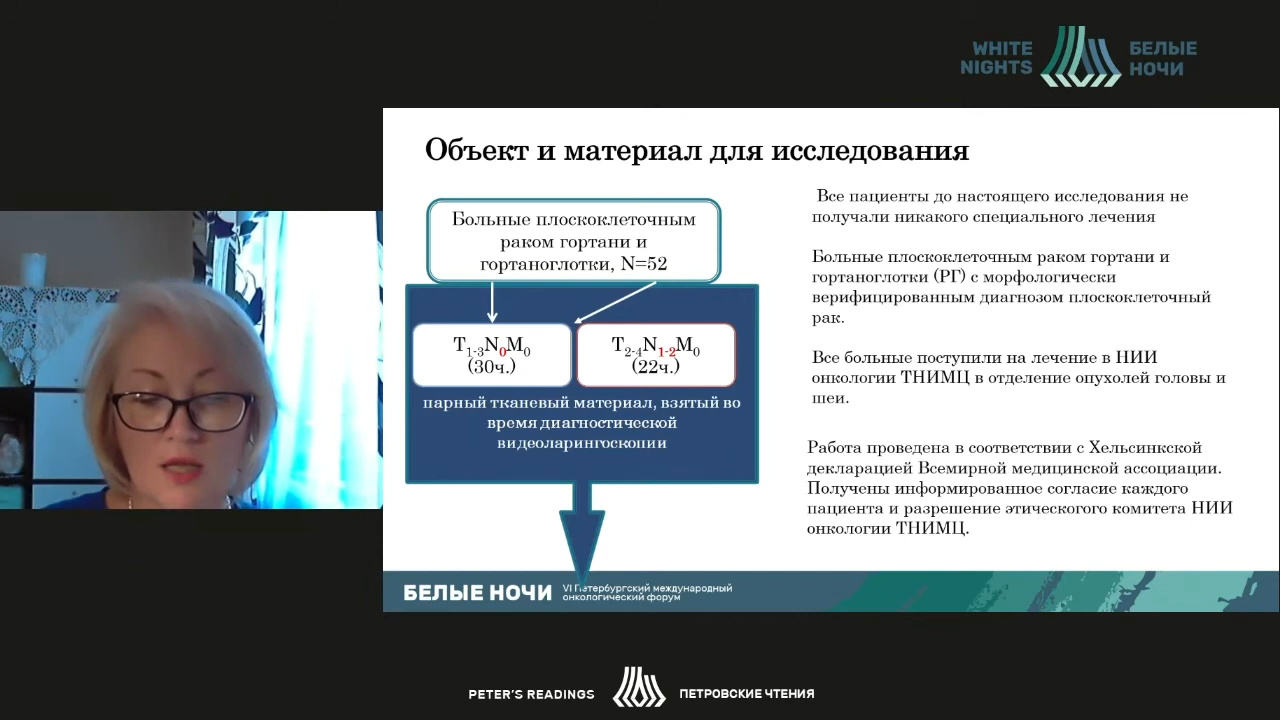 WHITE
NIGHTS
БЕЛЫЕ
НОЧИ
Объект и материал для исследования
Больные плоскоклеточным
раком гортани и
гортаноглотки, N=52
T1-3N0M0
(30ч.)
T2-4N1-2M0
(22ч.)
парный тканевый материал, взятый во
время диагностической
видеоларингоскопии
Все пациенты до настоящего исследования не
получали никакого специального лечения
Больные плоскоклеточным раком гортани и
гортаноглотки (РГ) с морфологически
верифицированным диагнозом плоскоклеточный
рак.
Все больные поступили на лечение в НИИ
онкологии ТНИМЦ в отделение опухолей головы и
шеи.
Работа проведена в соответствии с Хельсинкской
декларацией Всемирной медицинской ассоциации.
Получены информированное согласие каждого
пациента и разрешение этического комитета НИИ
онкологии ТНИМЦ.
БЕЛЫЕ НОЧИ
VI Петербургский международный
онкологический форум
PETER'S READINGS
ПЕТРОВСКИЕ ЧТЕНИЯ